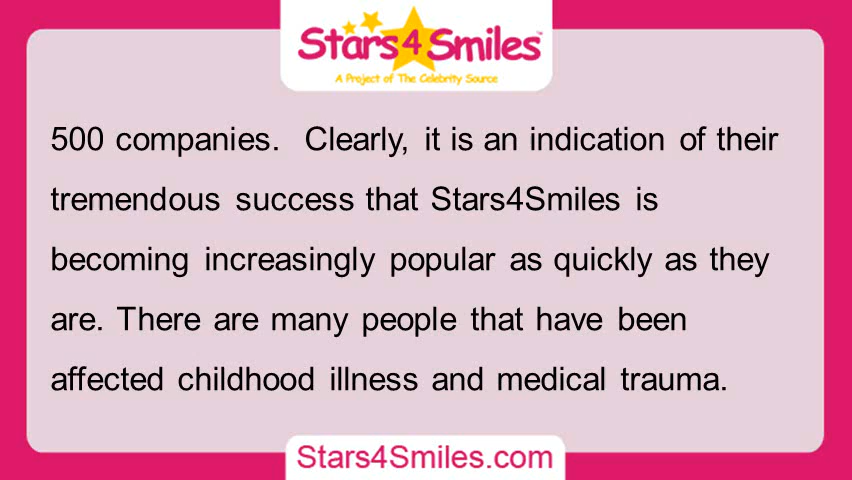 Stars4Smiles™
A Project of The Celebrity Source
500 companies.  Clearly, it is an indication of their
tremendous success that Stars4Smiles is
becoming increasingly popular as quickly as they
are. There are many people that have been
affected childhood illness and medical trauma.
Stars4Smiles.com